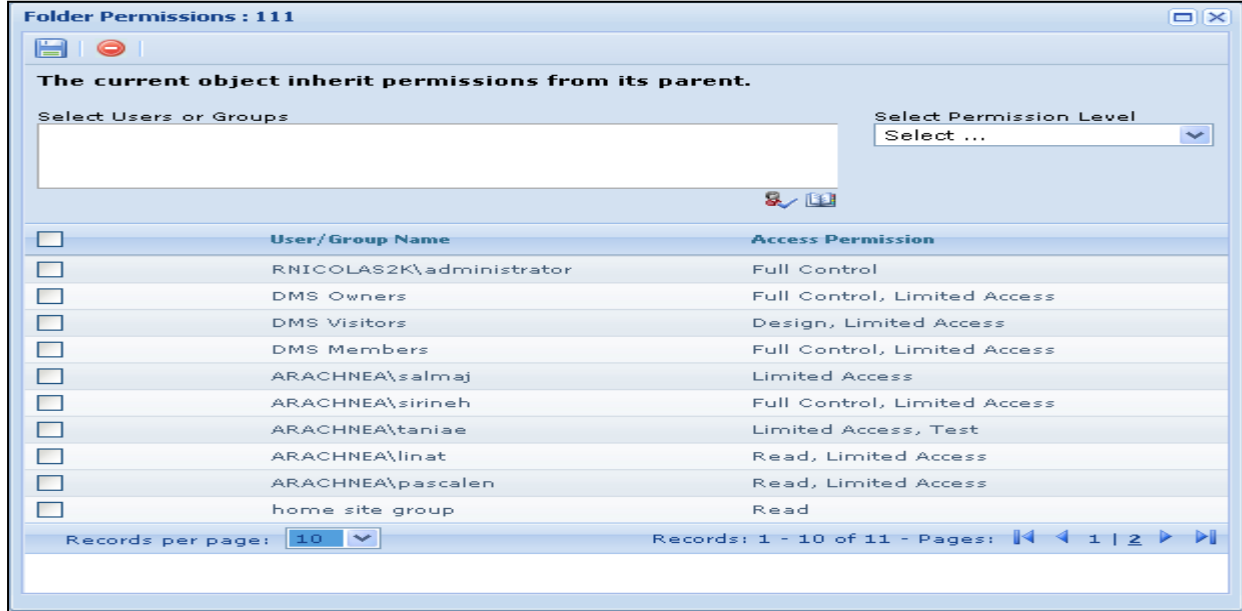 Folder Permissions : 111
The current object inherit permissions from its parent.
Select Users or Groups
Select Permission Level
Select ...
User/Group Name Access Permission
RNICOLAS2K\administrator Full Control
DMS Owners Full Control, Limited Access
DMS Visitors Design, Limited Access
DMS Members Full Control, Limited Access
ARACHNEA\salmaj Limited Access
ARACHNEA\sirineh Full Control, Limited Access
ARACHNEA\taniae Limited Access, Test
ARACHNEA\linat Read, Limited Access
ARACHNEA\pascalen Read, Limited Access
home site group Read
Records per page: 10 Records: 1 - 10 of 11 - Pages: 1 | 2